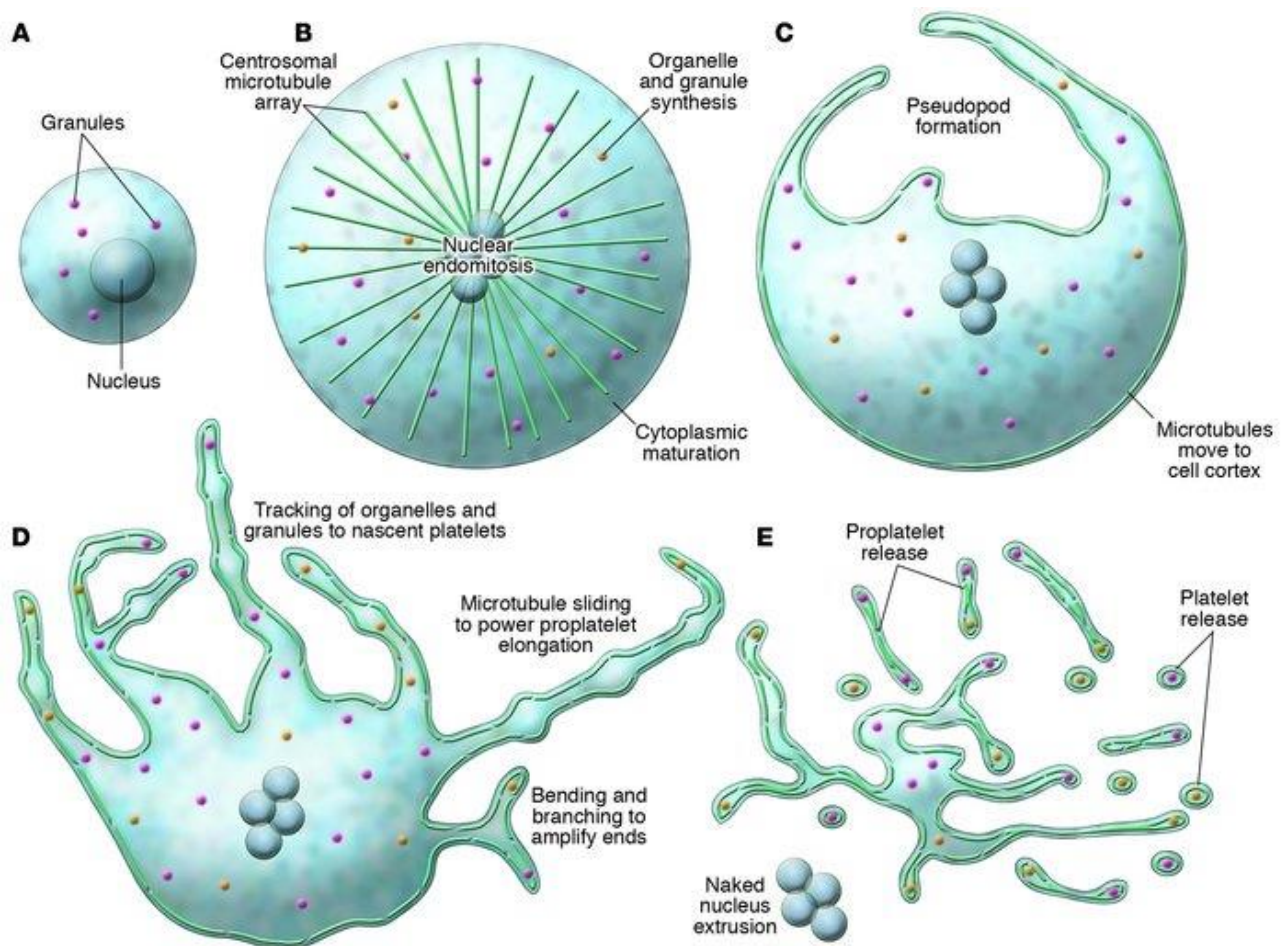 A
Granules
Nucleus
B
Centrosomal
microtubule
array
Organelle
and granule
synthesis
Nuclear
endomitosis
Cytoplasmic
maturation
C
Pseudopod
formation
Microtubules
move to
cell cortex
D
Tracking of organelles and
granules to nascent platelets
Microtubule sliding
to power proplatelet
elongation
Bending and
branching to
amplify ends
E
Proplatelet
release
Platelet
release
Naked
nucleus
extrusion